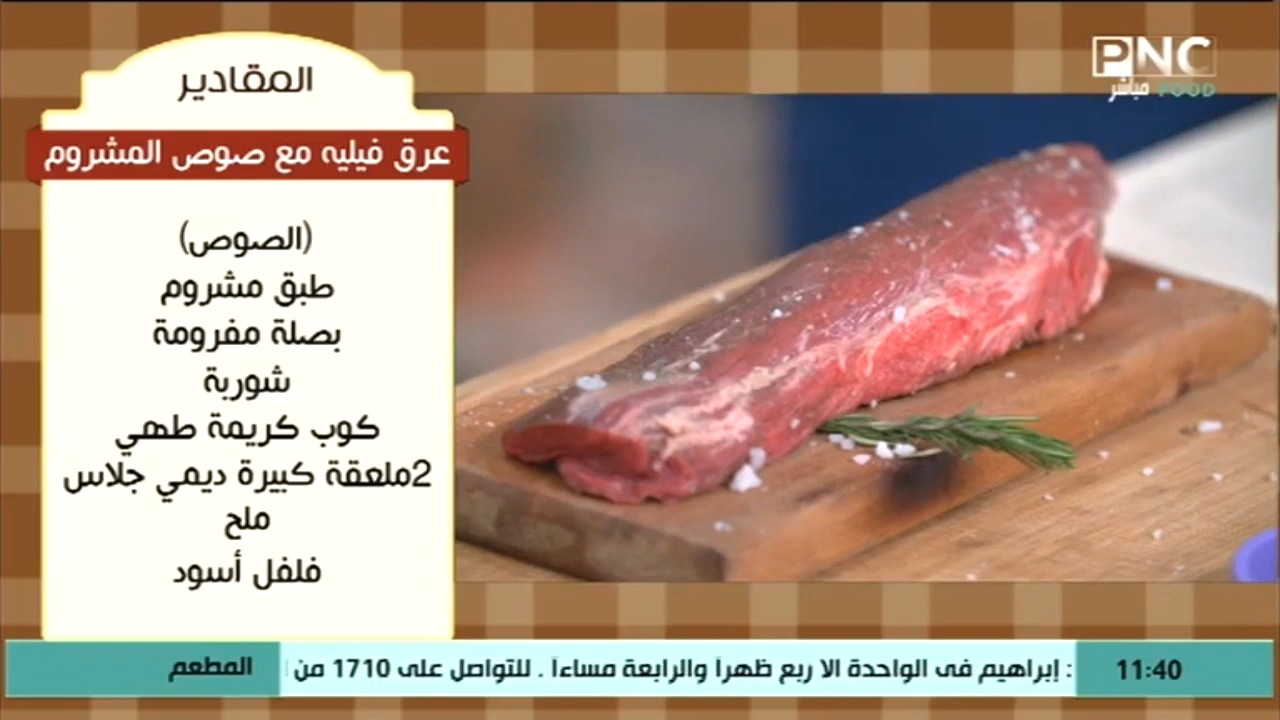 المقادير
عرق فيليه مع صوص المشروم
(الصوص)
طبق مشروم
بصلة مفرومة
شوربة
كوب كريمة طهي
2ملعقة كبيرة ديمي جلاس
ملح
فلفل أسود
PNC
مباشر FOOD
11:40
: إبراهيم فى الواحدة الا ربع ظهراً والرابعة مساءاً . للتواصل على 1710 من
المطعم